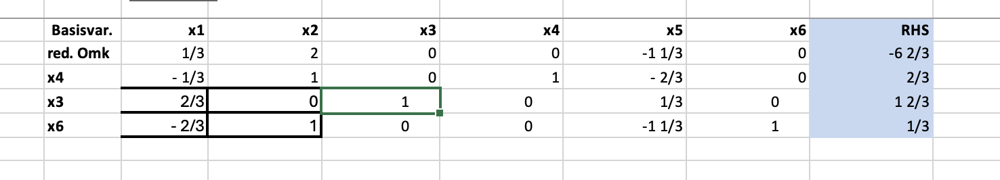 Basisvar. x1 x2 x3 x4 x5 x6 RHS
red. Omk 1/3 2 0 0 -1 1/3 0 -6 2/3
x4 - 1/3 1 0 1 - 2/3 0 2/3
x3 2/3 0 1 0 1/3 0 1 2/3
x6 - 2/3 1 0 0 -1 1/3 1 1/3